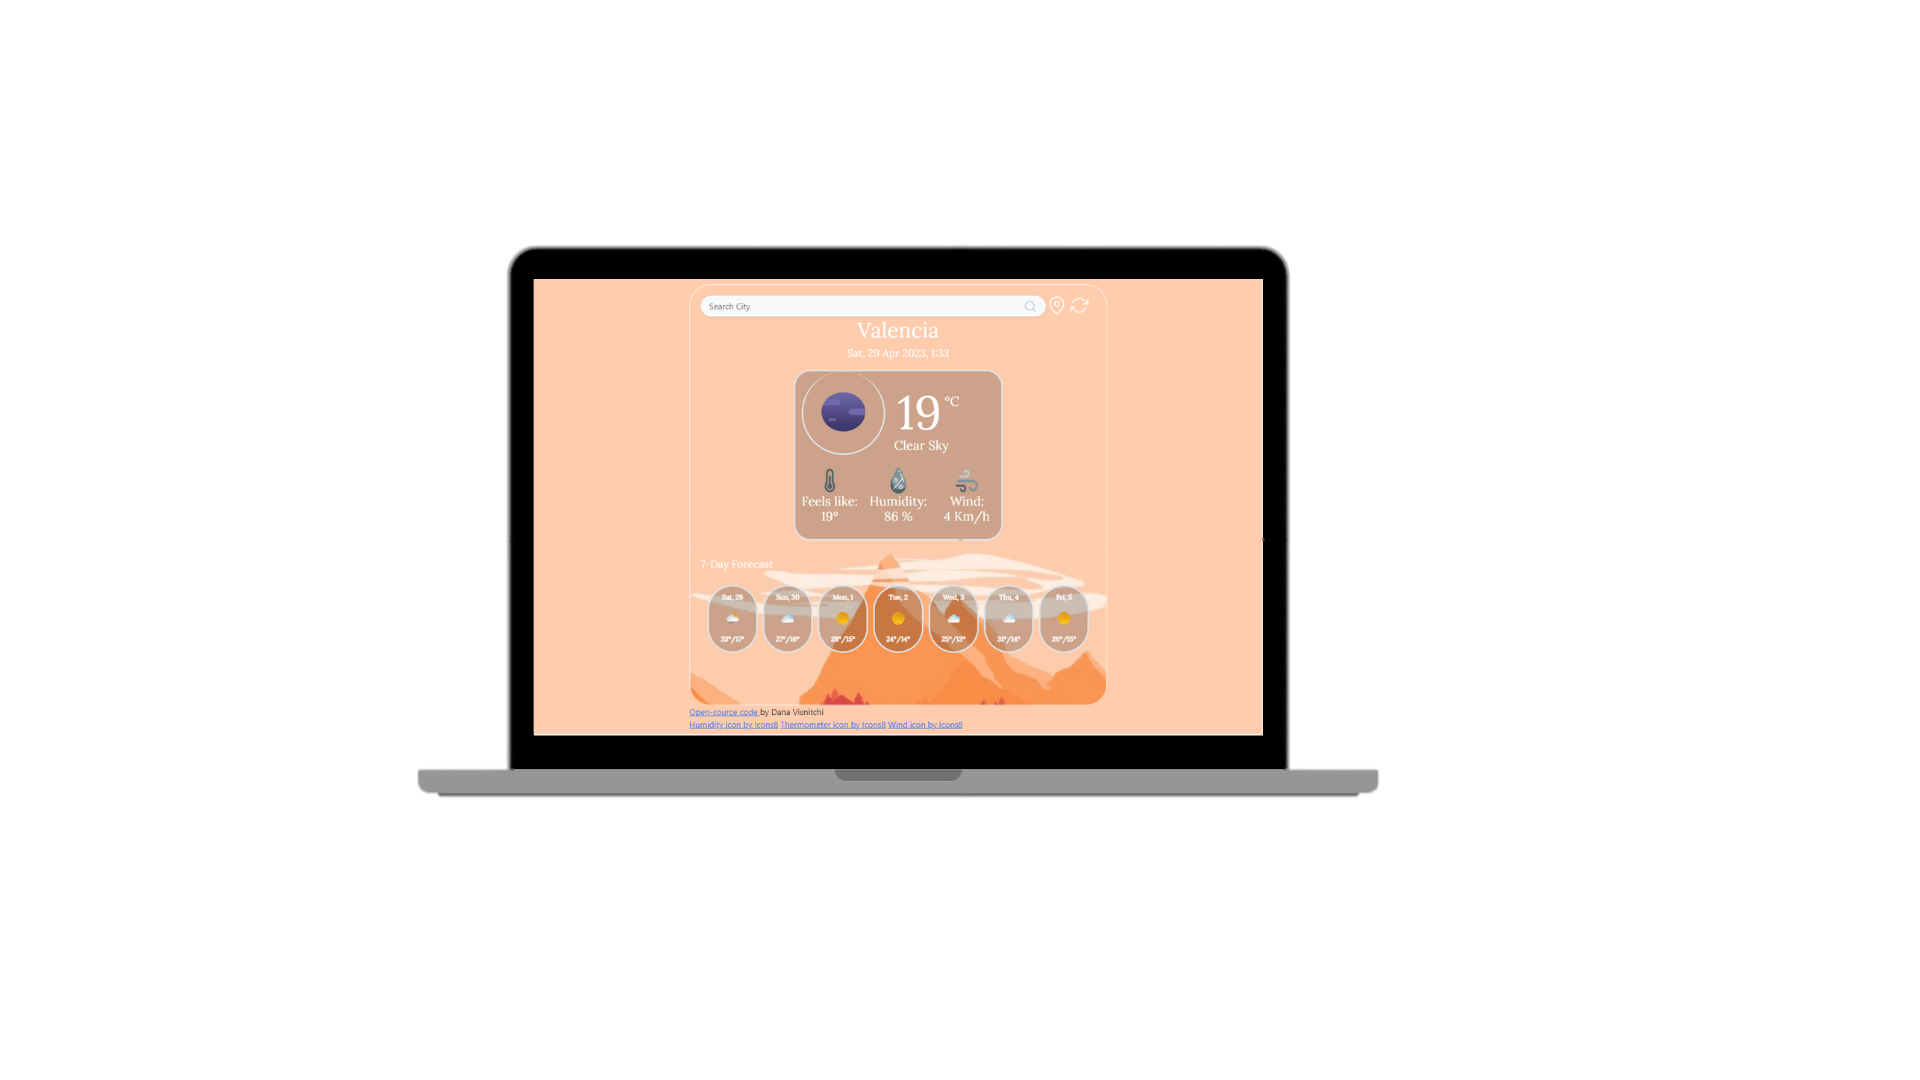 Search City
Valencia
Sat, 29 Apr 2023, 1:33
19 °C
Clear Sky
Feels like: Humidity: Wind:
19° 86 % 4 Km/h
7-Day Forecast
Sat, 29 Sun, 30 Mon, 1 Tue, 2 Wed, 3 Thu, 4 Fri, 5
33°/17° 27°/16° 28°/15° 24°/14° 25°/13° 31°/14° 26°/15°
Open-source code by Dana Visnitchi
Humidity icon by Icons8 Thermometer icon by Icons8 Wind icon by Icons8